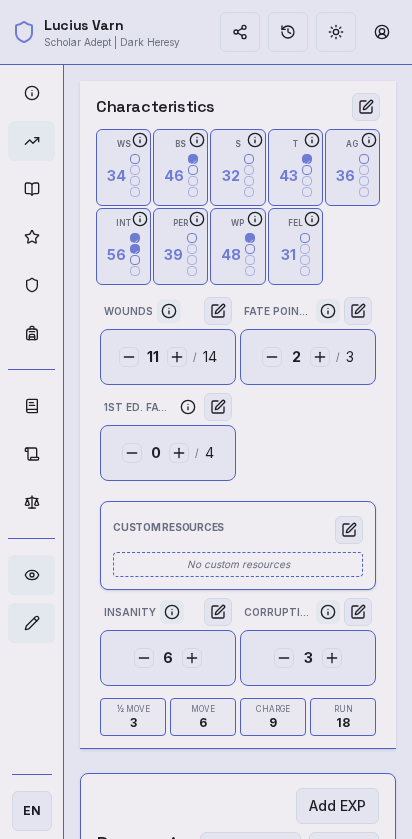 Lucius Varn
Scholar Adept | Dark Heresy
Characteristics
WS BS S T AG
34 46 32 43 36
INT PER WP FEL
56 39 48 31
WOUNDS FATE POIN...
11 / 14 2 / 3
1ST ED. FA...
0 / 4
CUSTOM RESOURCES
No custom resources
INSANITY CORRUPTI...
6 3
½ MOVE MOVE CHARGE RUN
3 6 9 18
EN
Add EXP